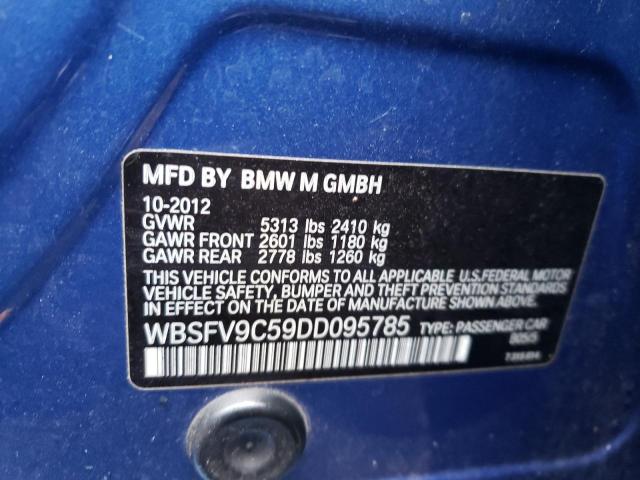 MFD BY BMW M GMBH
10-2012
GVWR 5313 lbs 2410 kg
GAWR FRONT 2601 lbs 1180 kg
GAWR REAR 2778 lbs 1260 kg
THIS VEHICLE CONFORMS TO ALL APPLICABLE U.S.FEDERAL MOTOR
VEHICLE SAFETY, BUMPER AND THEFT PREVENTION STANDARDS
IN EFFECT ON THE DATE OF MANUFACTURE SHOWN ABOVE.
WBSFV9C59DD095785 TYPE: PASSENGER CAR